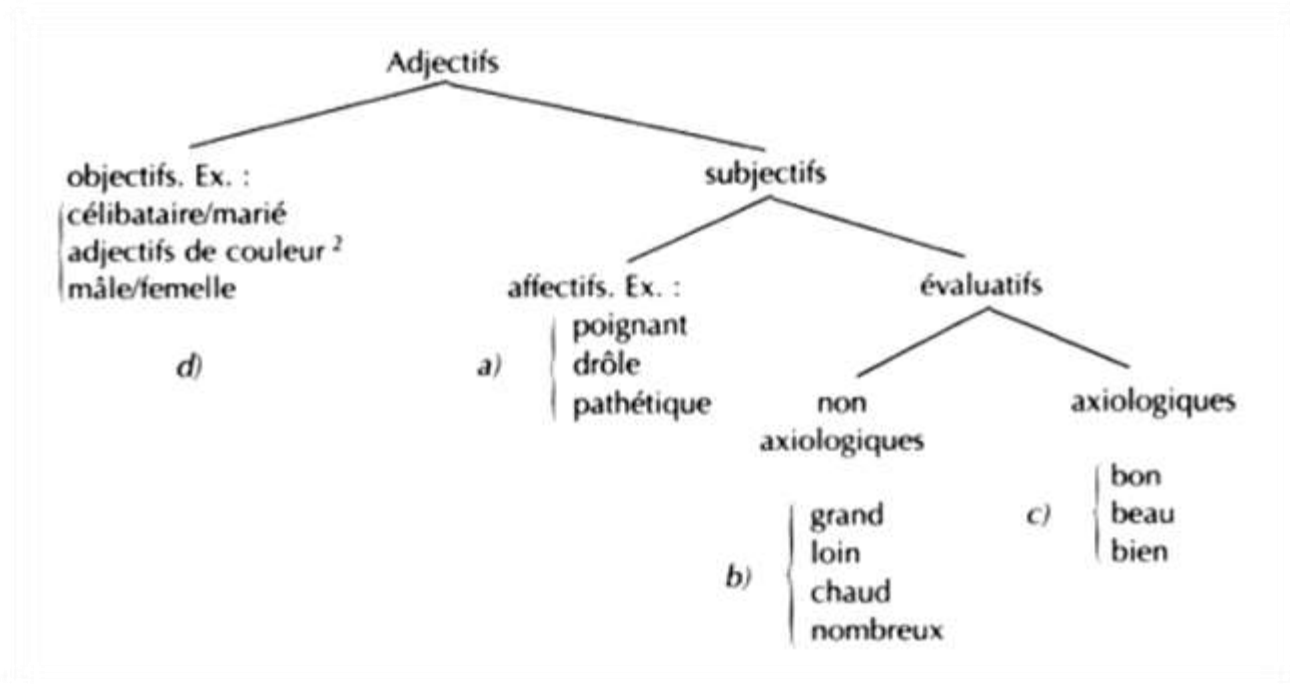 Adjectifs
objectifs. Ex. :
célibataire/marié
adjectifs de couleur 2
mâle/femelle
d)
subjectifs
affectifs. Ex. :
a)
poignant
drôle
pathétique
évaluatifs
non
axiologiques
b)
grand
loin
chaud
nombreux
axiologiques
c)
bon
beau
bien